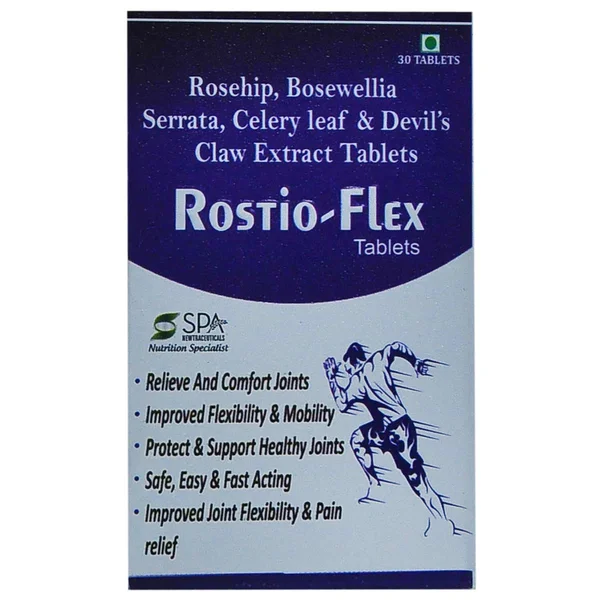 30 TABLETS
Rosehip, Bosewellia
Serrata, Celery leaf & Devil's
Claw Extract Tablets
Rostio-Flex
Tablets
SPA
NEWTRACEUTICALS
Nutrition Specialist
• Relieve And Comfort Joints
• Improved Flexibility & Mobility
• Protect & Support Healthy Joints
• Safe, Easy & Fast Acting
• Improved Joint Flexibility & Pain
relief